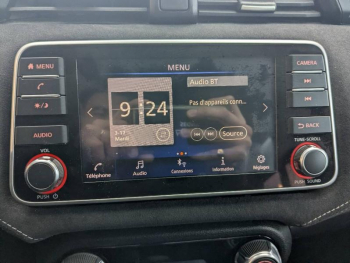 MENU
MENU
CAMERA
Audio BT
9 24
Pas d'appareils conn...
Mardi
Source
AUDIO
BACK
VOL
TUNE•SCROLL
Téléphone
Audio
Connexions
Information
Réglages
PUSH
PUSH SOUND